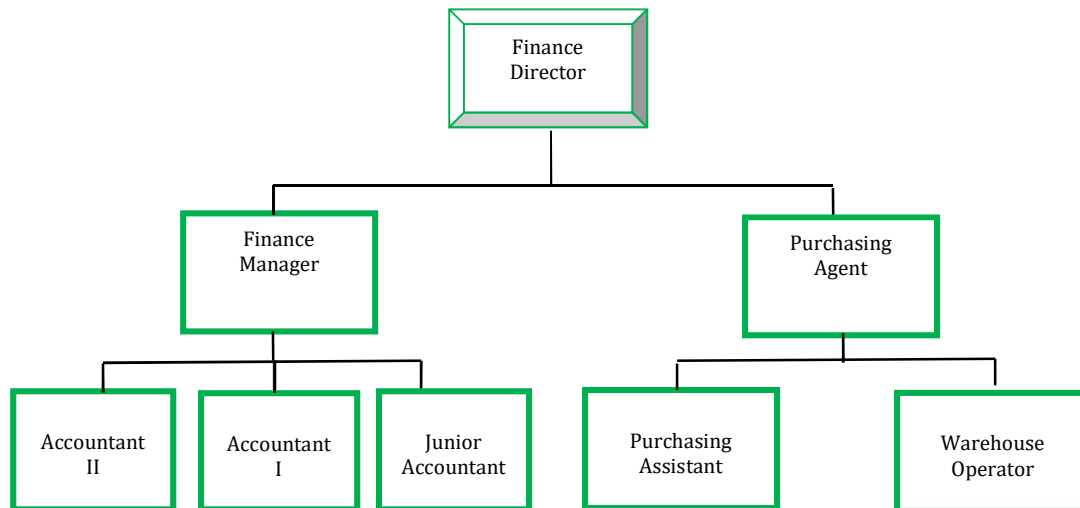 Finance
Director
Finance
Manager
Purchasing
Agent
Accountant
II
Accountant
I
Junior
Accountant
Purchasing
Assistant
Warehouse
Operator